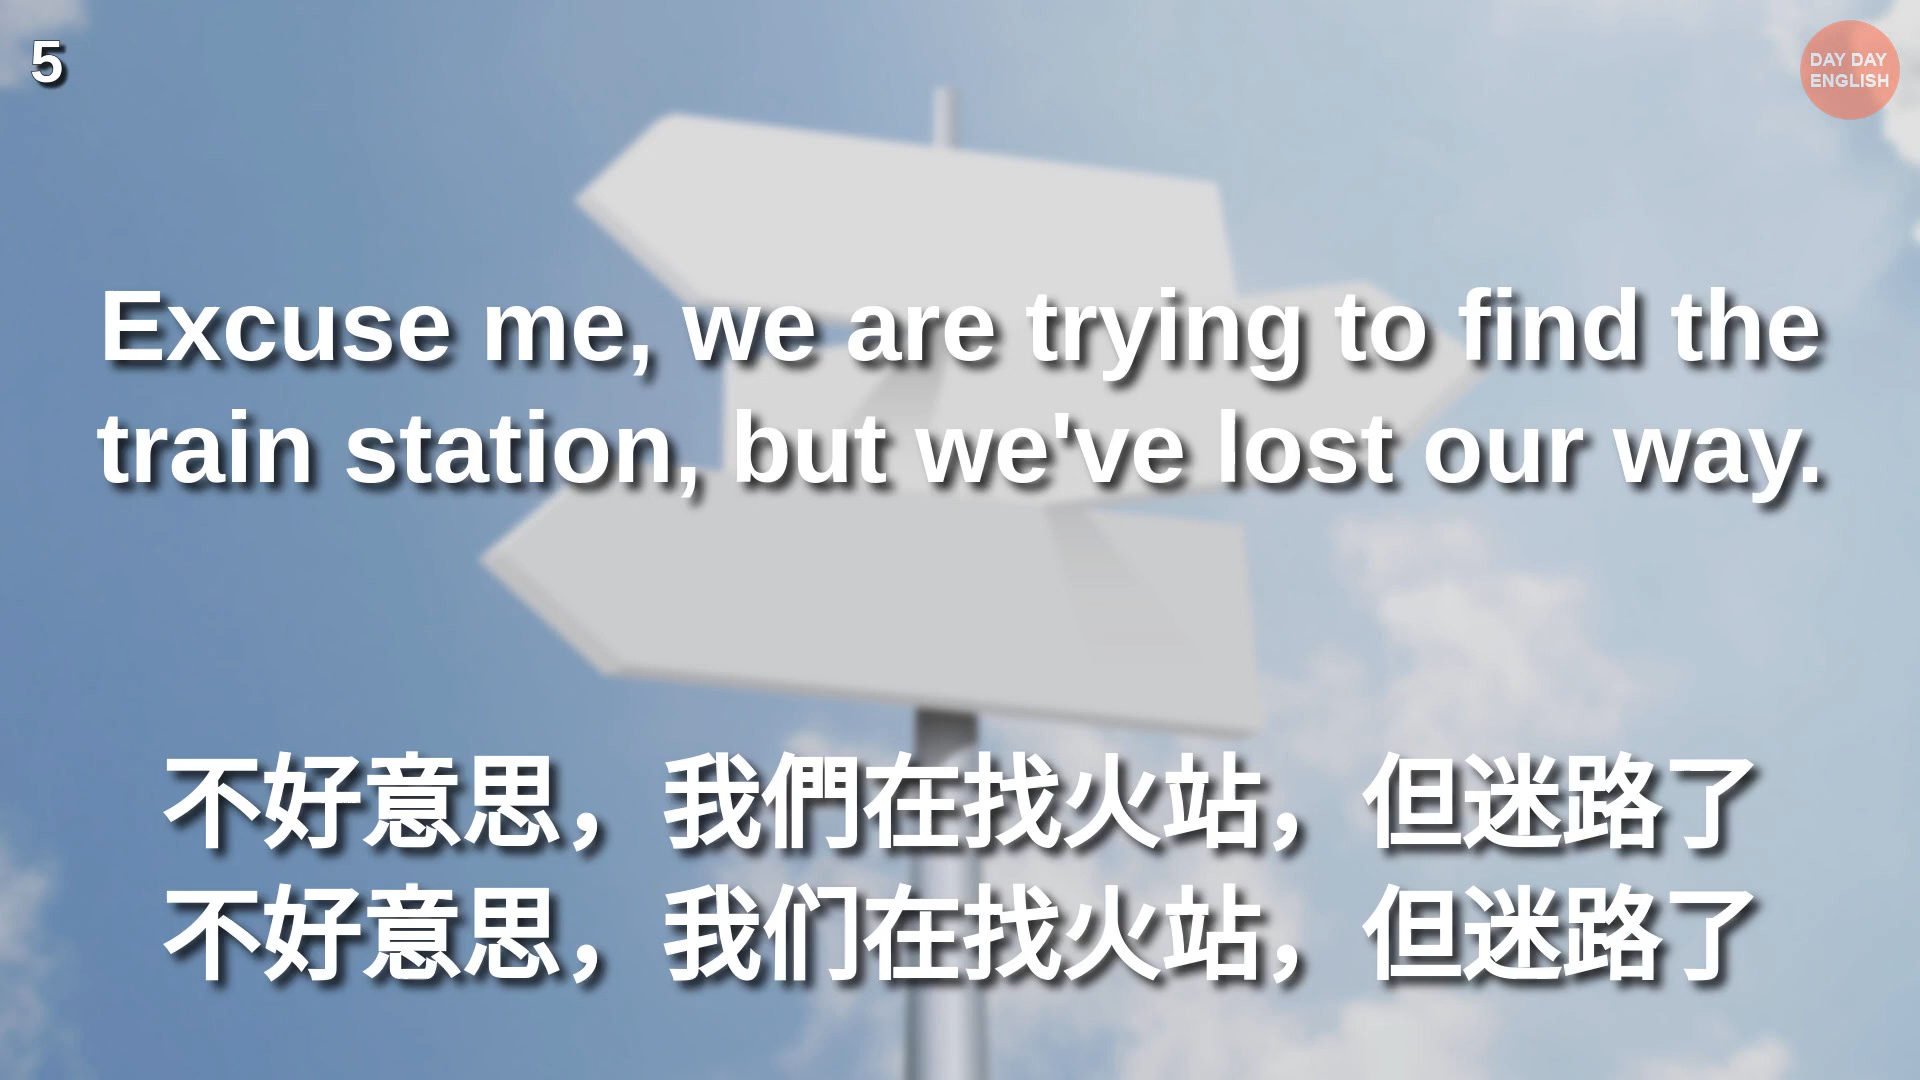 5
DAY DAY
ENGLISH
Excuse me, we are trying to find the
train station, but we've lost our way.
不好意思，我們在找火站，但迷路了
不好意思，我们在找火站，但迷路了